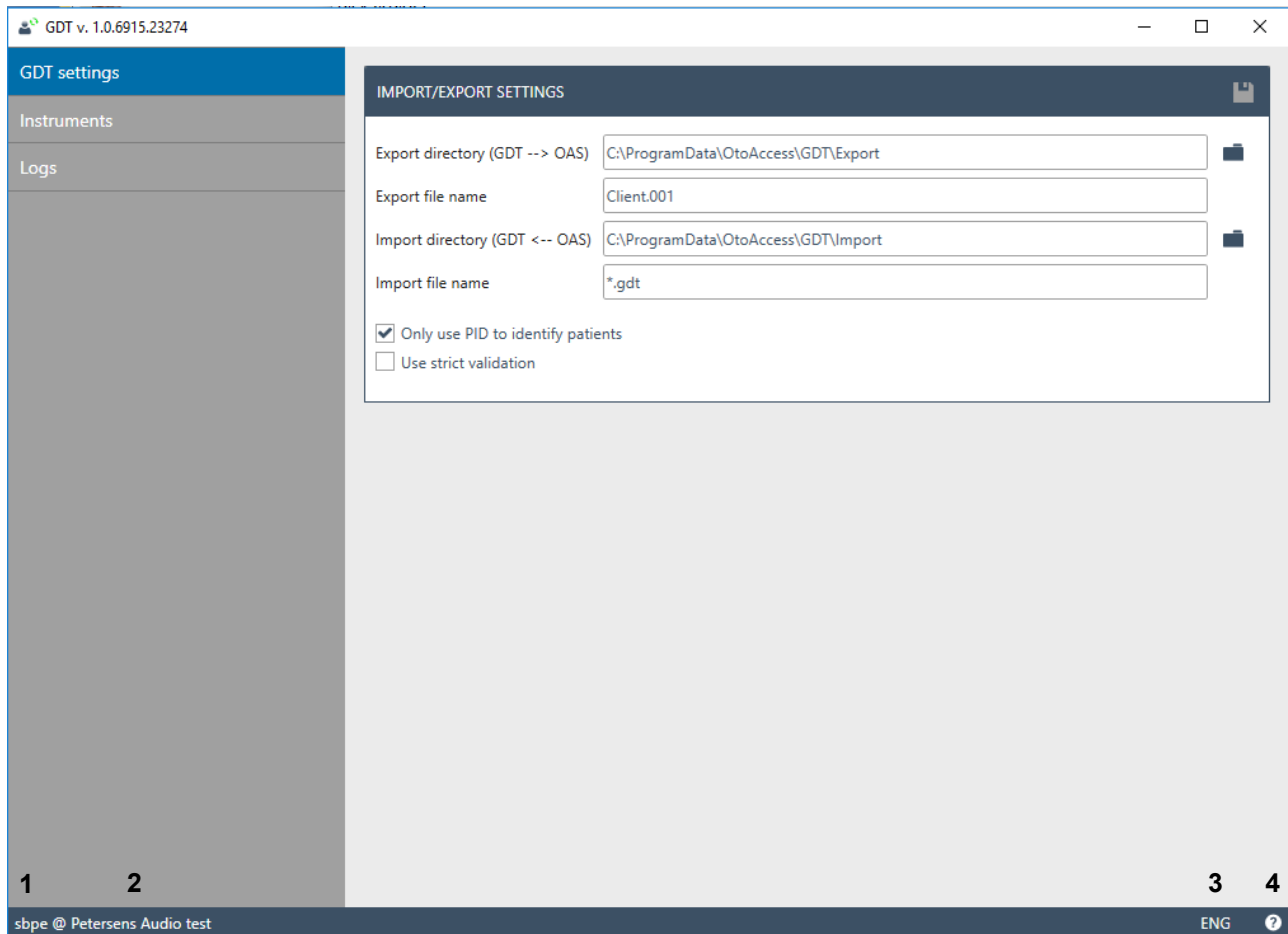 GDT v. 1.0.6915.23274
GDT settings
Instruments
Logs
IMPORT/EXPORT SETTINGS
Export directory (GDT --> OAS) C:\ProgramData\OtoAccess\GDT\Export
Export file name Client.001
Import directory (GDT <-- OAS) C:\ProgramData\OtoAccess\GDT\Import
Import file name *.gdt
Only use PID to identify patients
Use strict validation
1 2 3 4
sbpe @ Petersens Audio test ENG ?